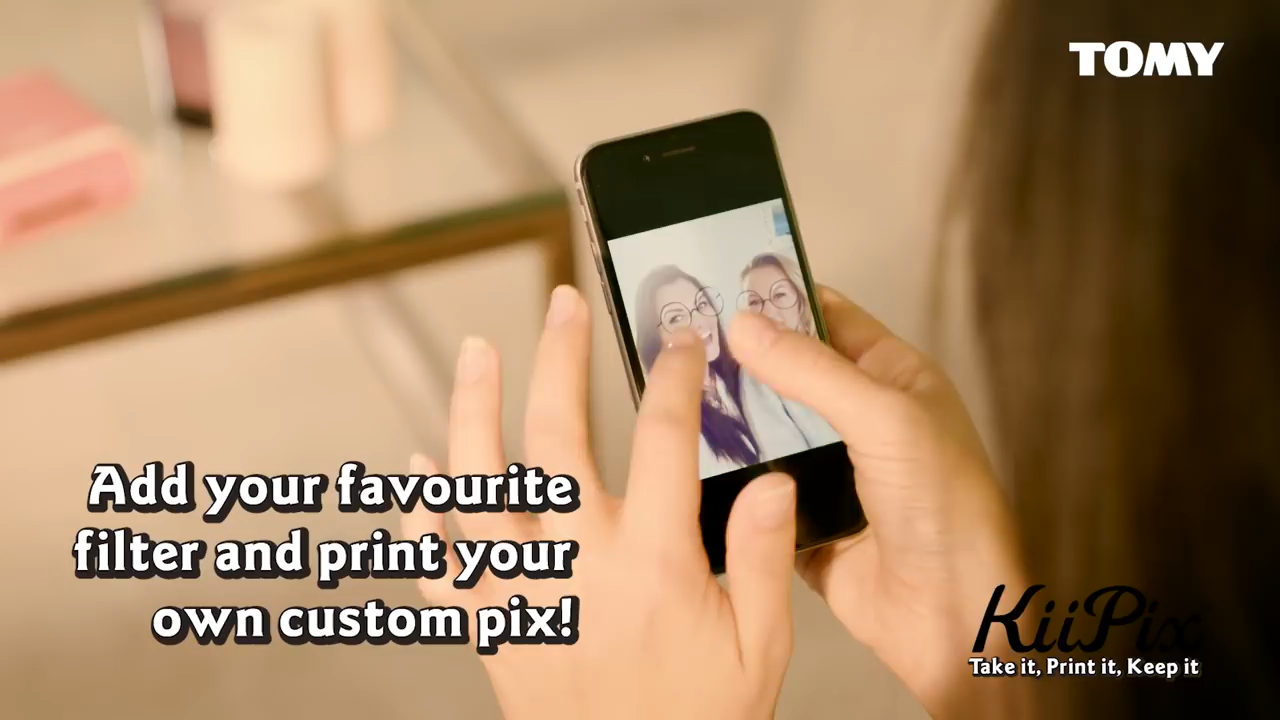 TOMY
Add your favourite
filter and print your
own custom pix!
KiiPix
Take it, Print it, Keep it